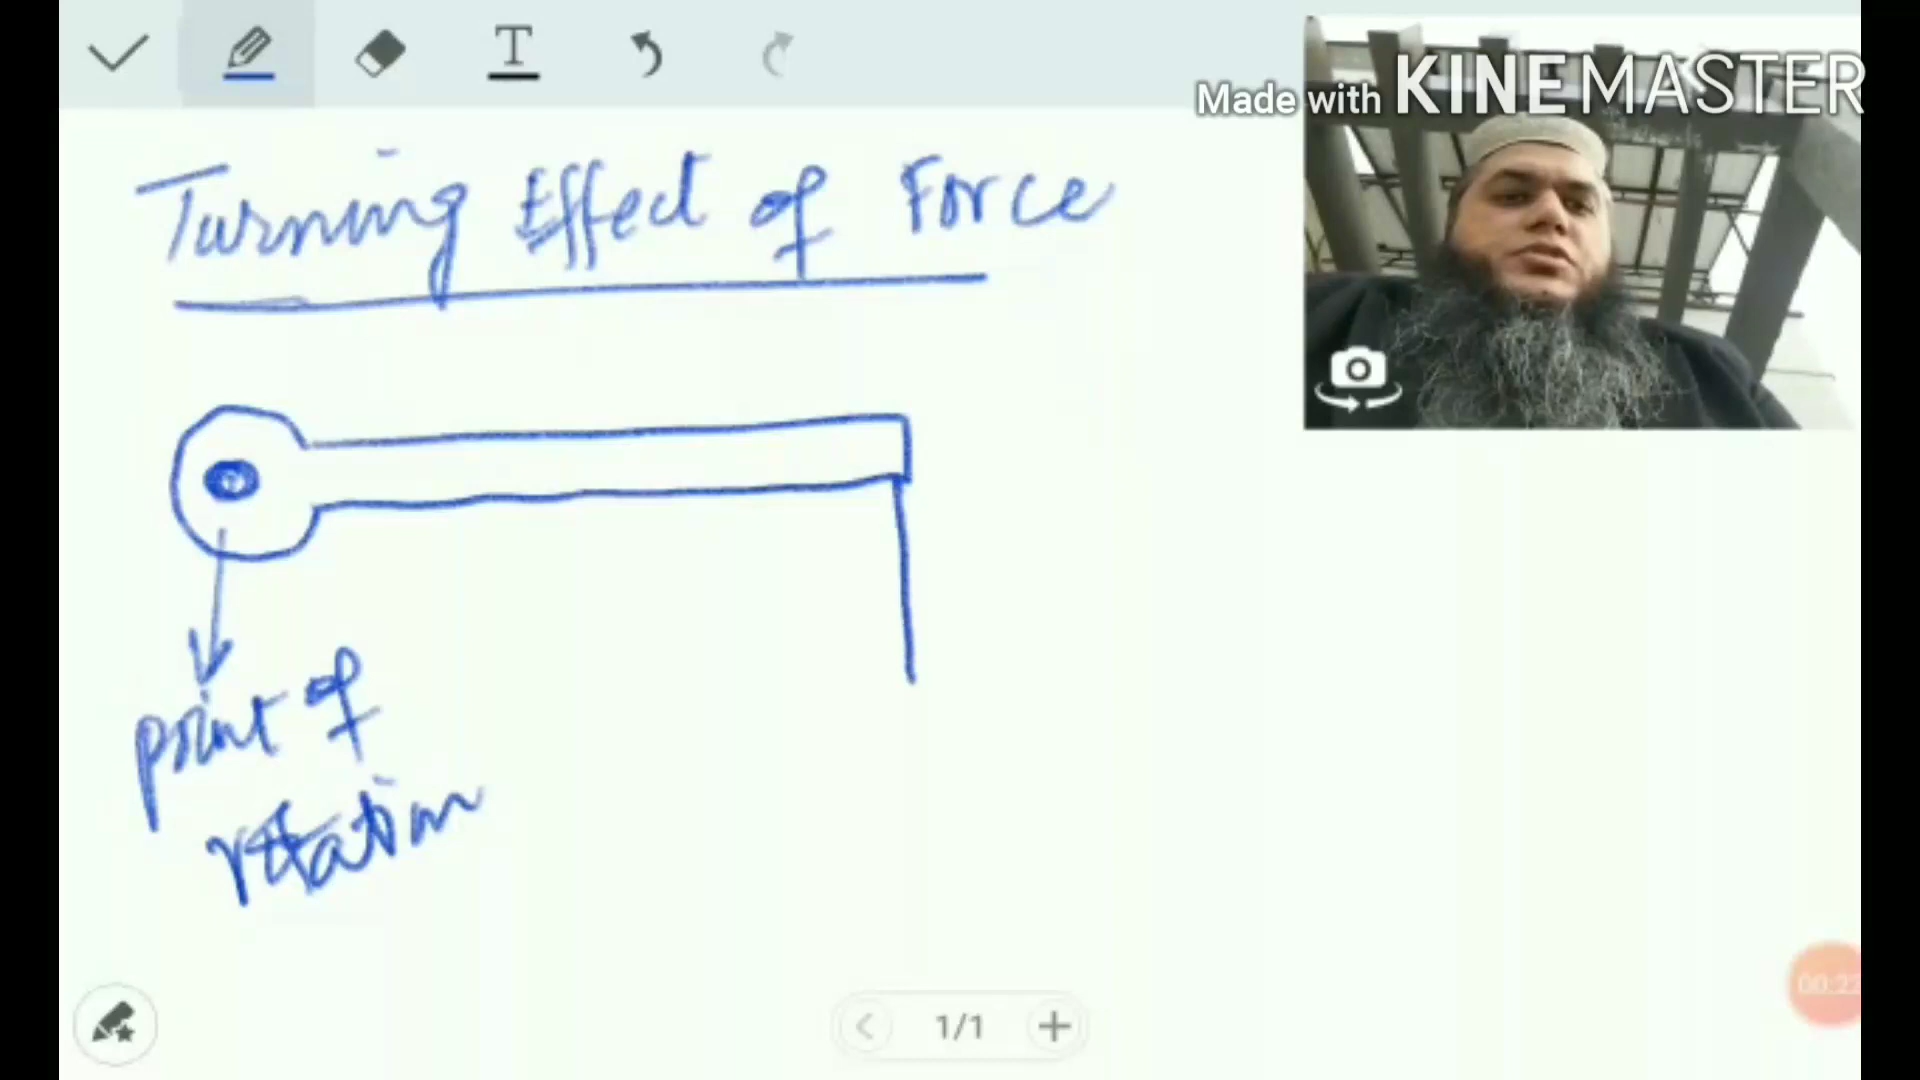 T
Made with KINEMASTER
Turning Effect of Force
point of
rotation
1/1